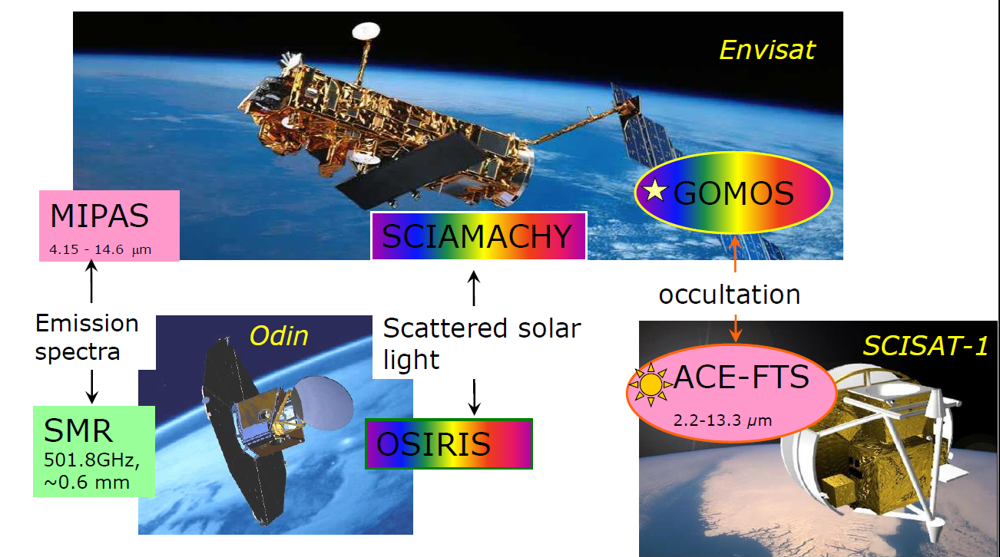 Envisat
GOMOS
MIPAS
4.15 - 14.6 μm
SCIAMACHY
occultation
Emission
spectra
Odin
Scattered solar
light
SCISAT-1
ACE-FTS
2.2-13.3 μm
SMR
501.8GHz,
~0.6 mm
OSIRIS